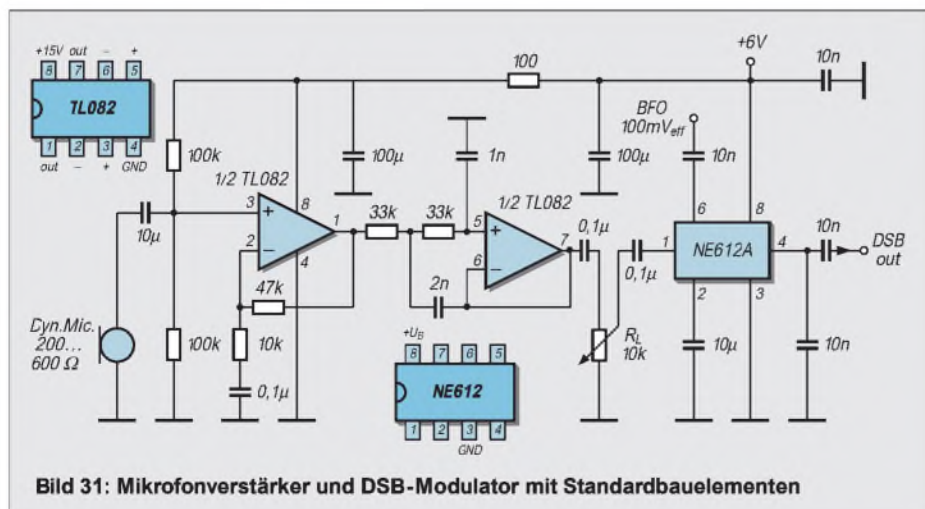 +15V out – +
8 7 6 5
TL082
1 2 3 4
out – + GND
100k
10µ
Dyn.Mic.
200...
600 Ω
100k
1/2 TL082
3
+
2
–
8
1
4
47k
10k
0,1µ
100µ
33k
33k
2n
1n
1/2 TL082
5
+
6
–
7
100
100µ
0,1µ
R_L
10k
0,1µ
+6V
10n
BFO
100mV_eff
10n
6
8
1
NE612A
4
2
3
10n
DSB
out
10µ
10n
+U_B
8 7 6 5
NE612
1 2 3 4
GND
Bild 31: Mikrofonverstärker und DSB-Modulator mit Standardbauelementen